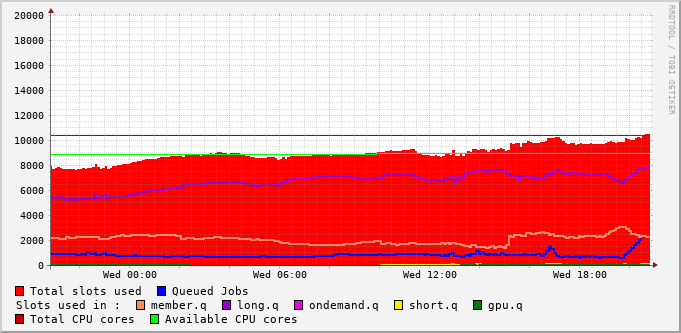 20000
18000
16000
14000
12000
10000
8000
6000
4000
2000
0
Wed 00:00 Wed 06:00 Wed 12:00 Wed 18:00
RRDTOOL / TOBI OETIKER
Total slots used Queued Jobs
Slots used in : member.q long.q ondemand.q short.q gpu.q
Total CPU cores Available CPU cores